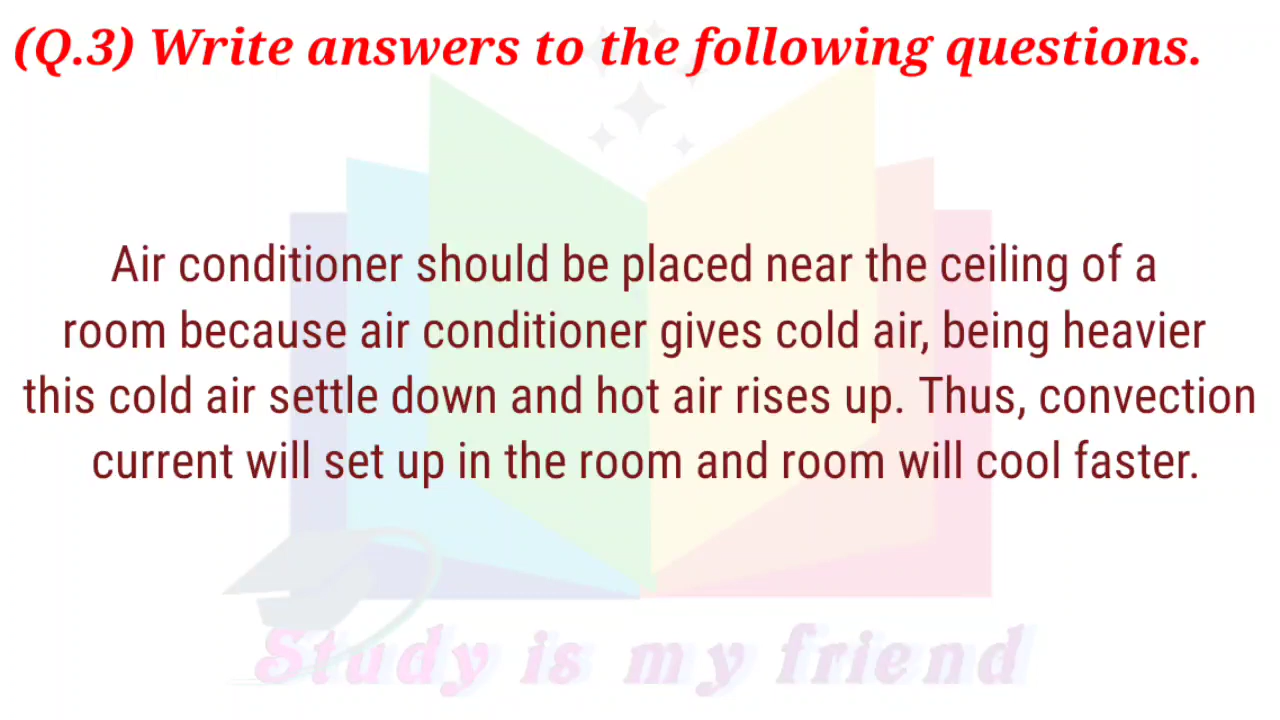 (Q.3) Write answers to the following questions.
Air conditioner should be placed near the ceiling of a
room because air conditioner gives cold air, being heavier
this cold air settle down and hot air rises up. Thus, convection
current will set up in the room and room will cool faster.
Study is my friend